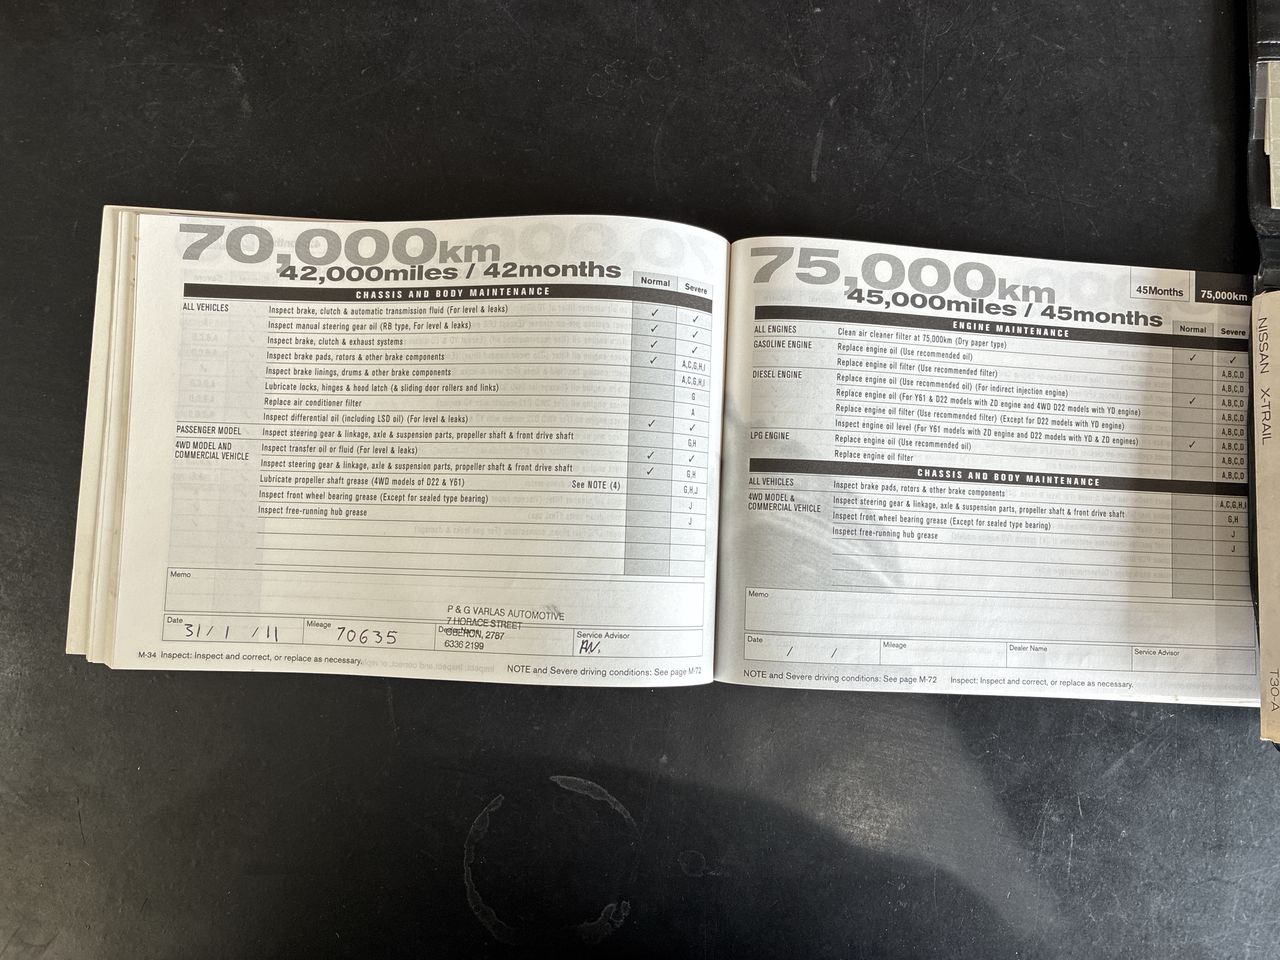 70,000km
42,000miles / 42months
Normal Severe
CHASSIS AND BODY MAINTENANCE
ALL VEHICLES Inspect brake, clutch & automatic transmission fluid (For level & leaks) ✓ ✓
Inspect manual steering gear oil (RB type, For level & leaks) ✓ ✓
Inspect brake, clutch & exhaust systems ✓ ✓
Inspect brake pads, rotors & other brake components ✓ A,C,G,H,I
Inspect brake linings, drums & other brake components A,C,G,H,I
Lubricate locks, hinges & hood latch (& sliding door rollers and links) G
Replace air conditioner filter A
Inspect differential oil (including LSD oil) (For level & leaks) ✓ ✓
PASSENGER MODEL Inspect steering gear & linkage, axle & suspension parts, propeller shaft & front drive shaft G,H
4WD MODEL AND Inspect transfer oil or fluid (For level & leaks) ✓ ✓
COMMERCIAL VEHICLE Inspect steering gear & linkage, axle & suspension parts, propeller shaft & front drive shaft ✓ G,H
Lubricate propeller shaft grease (4WD models of D22 & Y61) See NOTE (4) G,H,J
Inspect front wheel bearing grease (Except for sealed type bearing) J
Inspect free-running hub grease J
Memo
P & G VARLAS AUTOMOTIVE
7 HORACE STREET
OBERON, 2787
6336 2199
Date 31 / 1 / 11 Mileage 70635 Dealer Name Service Advisor
M-34 Inspect: Inspect and correct, or replace as necessary. NOTE and Severe driving conditions: See page M-72
75,000km
45,000miles / 45months
45Months 75,000km
Normal Severe
ENGINE MAINTENANCE
ALL ENGINES Clean air cleaner filter at 75,000km (Dry paper type)
GASOLINE ENGINE Replace engine oil (Use recommended oil) ✓ ✓
Replace engine oil filter (Use recommended filter) A,B,C,D
DIESEL ENGINE Replace engine oil (Use recommended oil) (For indirect injection engine) A,B,C,D
Replace engine oil (For Y61 & D22 models with ZD engine and 4WD D22 models with YD engine) ✓ A,B,C,D
Replace engine oil filter (Use recommended filter) (Except for D22 models with YD engine) A,B,C,D
Inspect engine oil level (For Y61 models with ZD engine and D22 models with YD & ZD engines) A,B,C,D
LPG ENGINE Replace engine oil (Use recommended oil) ✓ A,B,C,D
Replace engine oil filter A,B,C,D
CHASSIS AND BODY MAINTENANCE
ALL VEHICLES Inspect brake pads, rotors & other brake components A,C,G,H,I
4WD MODEL & Inspect steering gear & linkage, axle & suspension parts, propeller shaft & front drive shaft G,H
COMMERCIAL VEHICLE Inspect front wheel bearing grease (Except for sealed type bearing) J
Inspect free-running hub grease J
Memo
Date / / Mileage Dealer Name Service Advisor
NOTE and Severe driving conditions: See page M-72 Inspect: Inspect and correct, or replace as necessary.
NISSAN X-TRAIL
T30-A